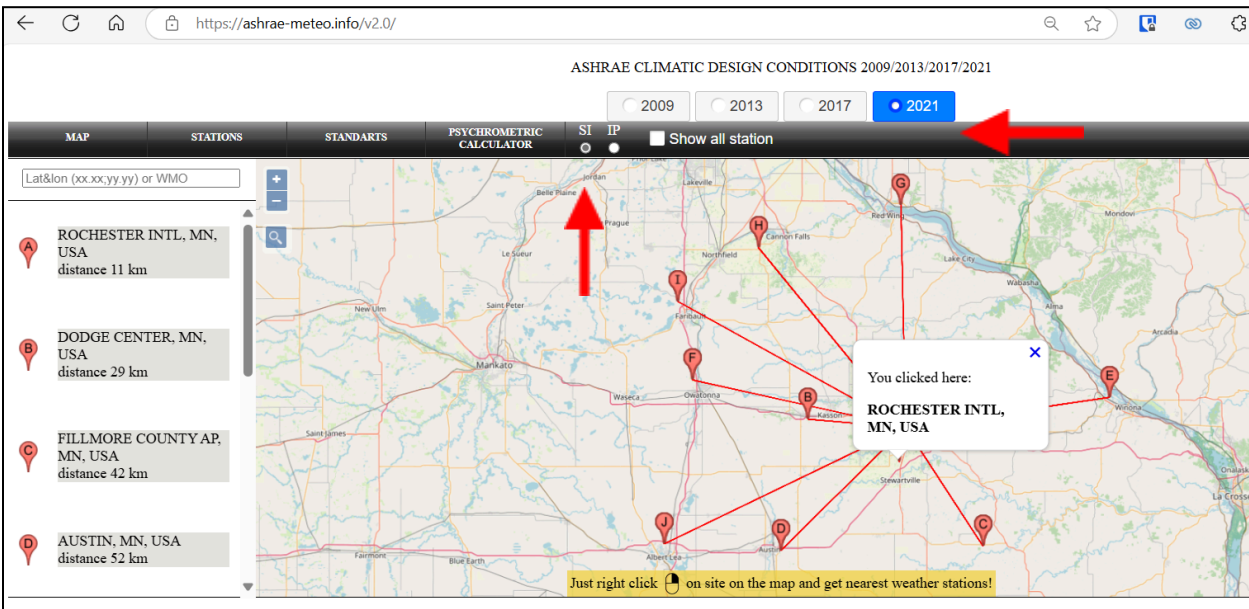 https://ashrae-meteo.info/v2.0/
ASHRAE CLIMATIC DESIGN CONDITIONS 2009/2013/2017/2021
2009 2013 2017 2021
MAP STATIONS STANDARTS PSYCHROMETRIC CALCULATOR SI IP Show all station
Lat&lon (xx.xx;yy.yy) or WMO
+
−
A
ROCHESTER INTL, MN,
USA
distance 11 km
B
DODGE CENTER, MN,
USA
distance 29 km
C
FILLMORE COUNTY AP,
MN, USA
distance 42 km
D
AUSTIN, MN, USA
distance 52 km
Jordan
Belle Plaine
Lakeville
Prague
Le Sueur
Northfield
H
Cannon Falls
G
Red Wing
Mondovi
Lake City
Wabasha
Alma
Arcadia
New Ulm
Saint Peter
I
Faribault
Mankato
F
Waseca
Owatonna
B
Kasson
E
Winona
You clicked here:
ROCHESTER INTL,
MN, USA
Saint James
Stewartville
Onalask
La Crosse
J
D
C
Fairmont
Blue Earth
Albert Lea
Austin
Just right click on site on the map and get nearest weather stations!